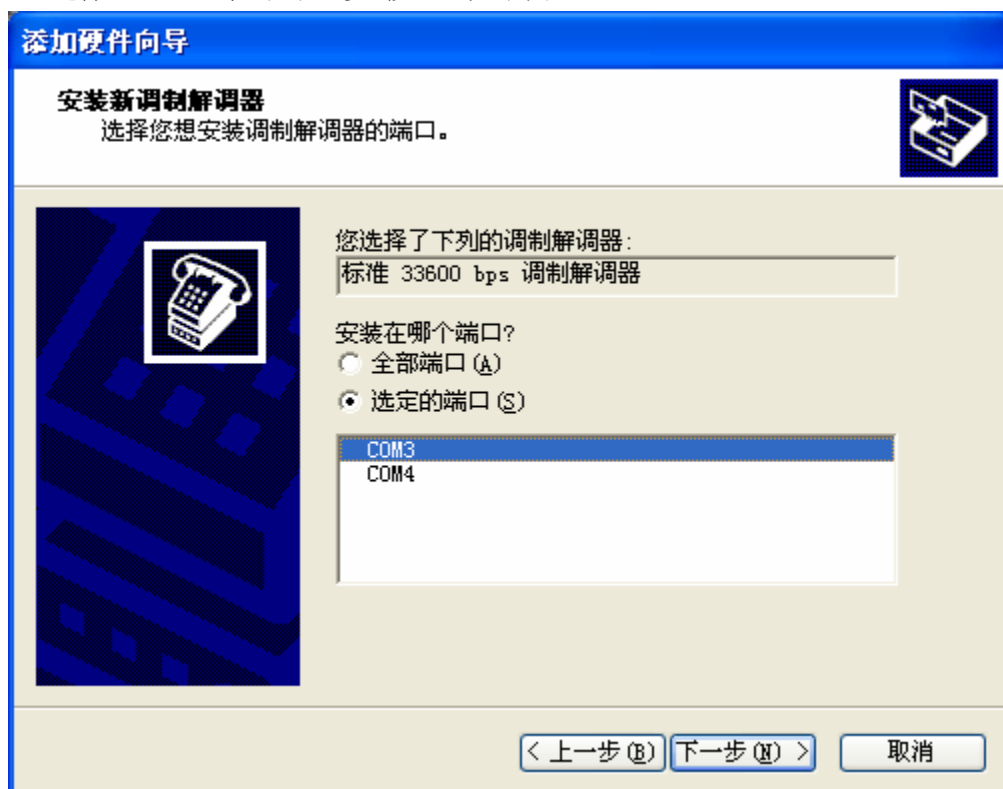 添加硬件向导
安装新调制解调器
选择您想安装调制解调器的端口。
您选择了下列的调制解调器:
标准 33600 bps 调制解调器
安装在哪个端口?
全部端口(A)
选定的端口(S)
COM3
COM4
< 上一步(B) 下一步(N) > 取消